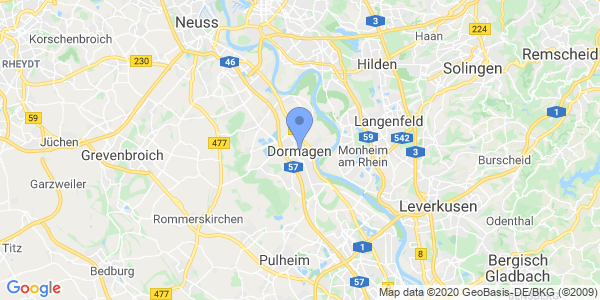 Neuss
3
224
Haan
Korschenbroich
Remscheid
Hilden
RHEYDT
230
46
Solingen
1
59
Langenfeld
59
542
Jüchen
477
Dormagen
Monheim
am Rhein
3
Grevenbroich
57
Burscheid
Garzweiler
Leverkusen
Rommerskirchen
Odenthal
Titz
1
8
Pulheim
Bergisch
Gladbach
Bedburg
57
477
Google
Map data ©2020 GeoBasis-DE/BKG (©2009)